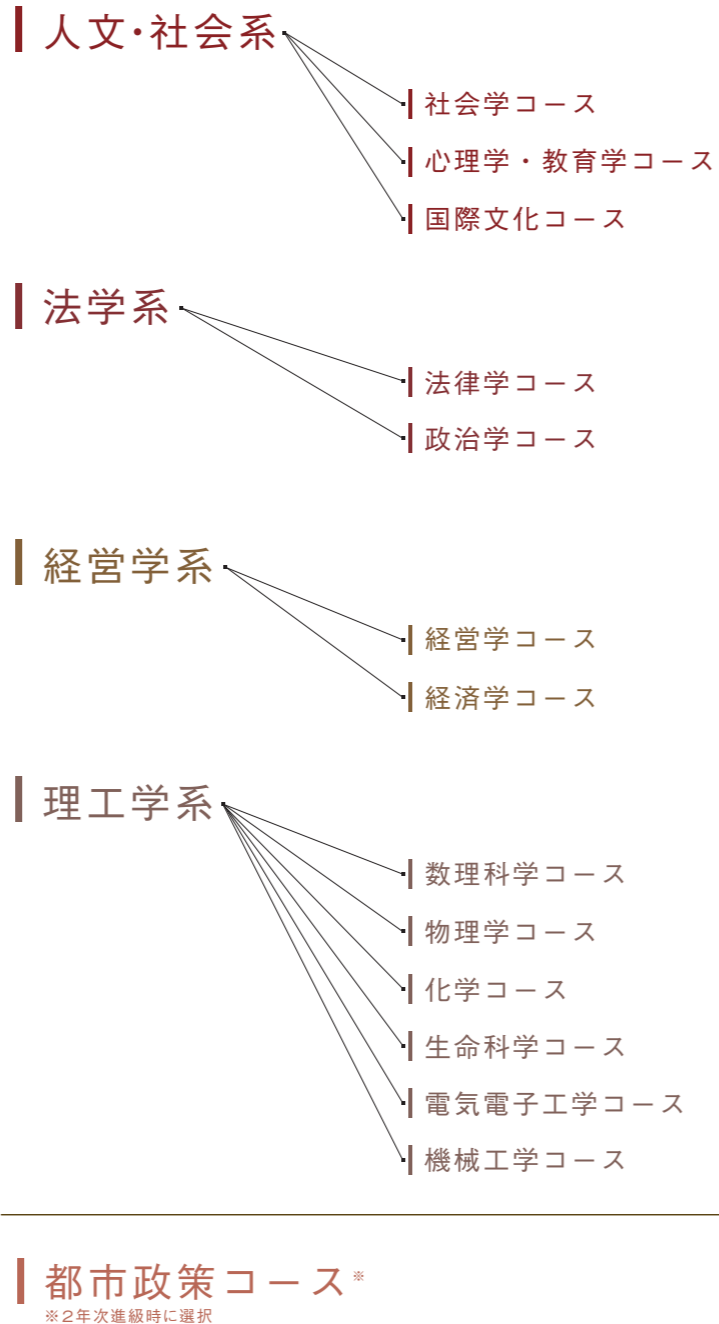 人文・社会系
社会学コース
心理学・教育学コース
国際文化コース
法学系
法律学コース
政治学コース
経営学系
経営学コース
経済学コース
理工学系
数理科学コース
物理学コース
化学コース
生命科学コース
電気電子工学コース
機械工学コース
都市政策コース※
※2年次進級時に選択